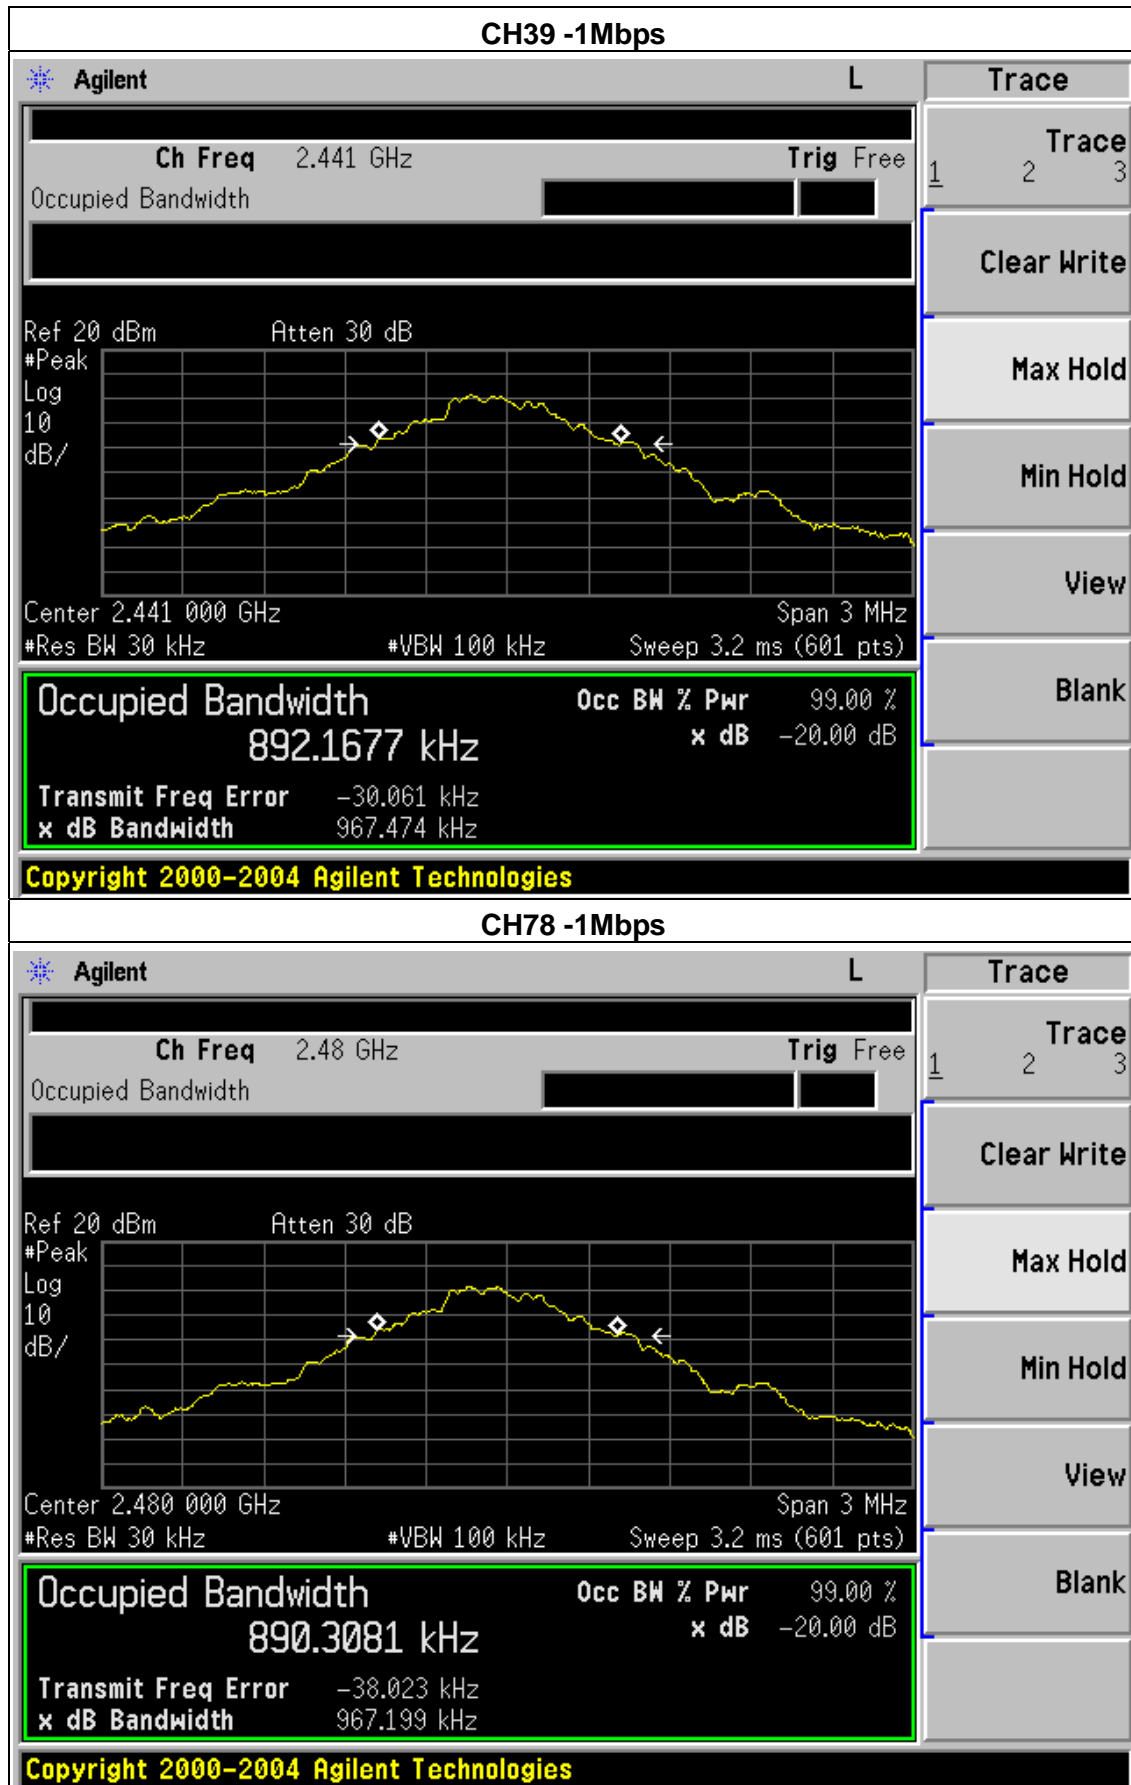 CH39 -1Mbps
Agilent L Trace
Ch Freq 2.441 GHz Trig Free
Occupied Bandwidth
Trace
1 2 3
Clear Write
Max Hold
Min Hold
View
Blank
Ref 20 dBm Atten 30 dB
#Peak
Log
10
dB/
Center 2.441 000 GHz Span 3 MHz
#Res BW 30 kHz #VBW 100 kHz Sweep 3.2 ms (601 pts)
Occupied Bandwidth Occ BW % Pwr 99.00 %
892.1677 kHz x dB -20.00 dB
Transmit Freq Error -30.061 kHz
x dB Bandwidth 967.474 kHz
Copyright 2000-2004 Agilent Technologies
CH78 -1Mbps
Agilent L Trace
Ch Freq 2.48 GHz Trig Free
Occupied Bandwidth
Trace
1 2 3
Clear Write
Max Hold
Min Hold
View
Blank
Ref 20 dBm Atten 30 dB
#Peak
Log
10
dB/
Center 2.480 000 GHz Span 3 MHz
#Res BW 30 kHz #VBW 100 kHz Sweep 3.2 ms (601 pts)
Occupied Bandwidth Occ BW % Pwr 99.00 %
890.3081 kHz x dB -20.00 dB
Transmit Freq Error -38.023 kHz
x dB Bandwidth 967.199 kHz
Copyright 2000-2004 Agilent Technologies